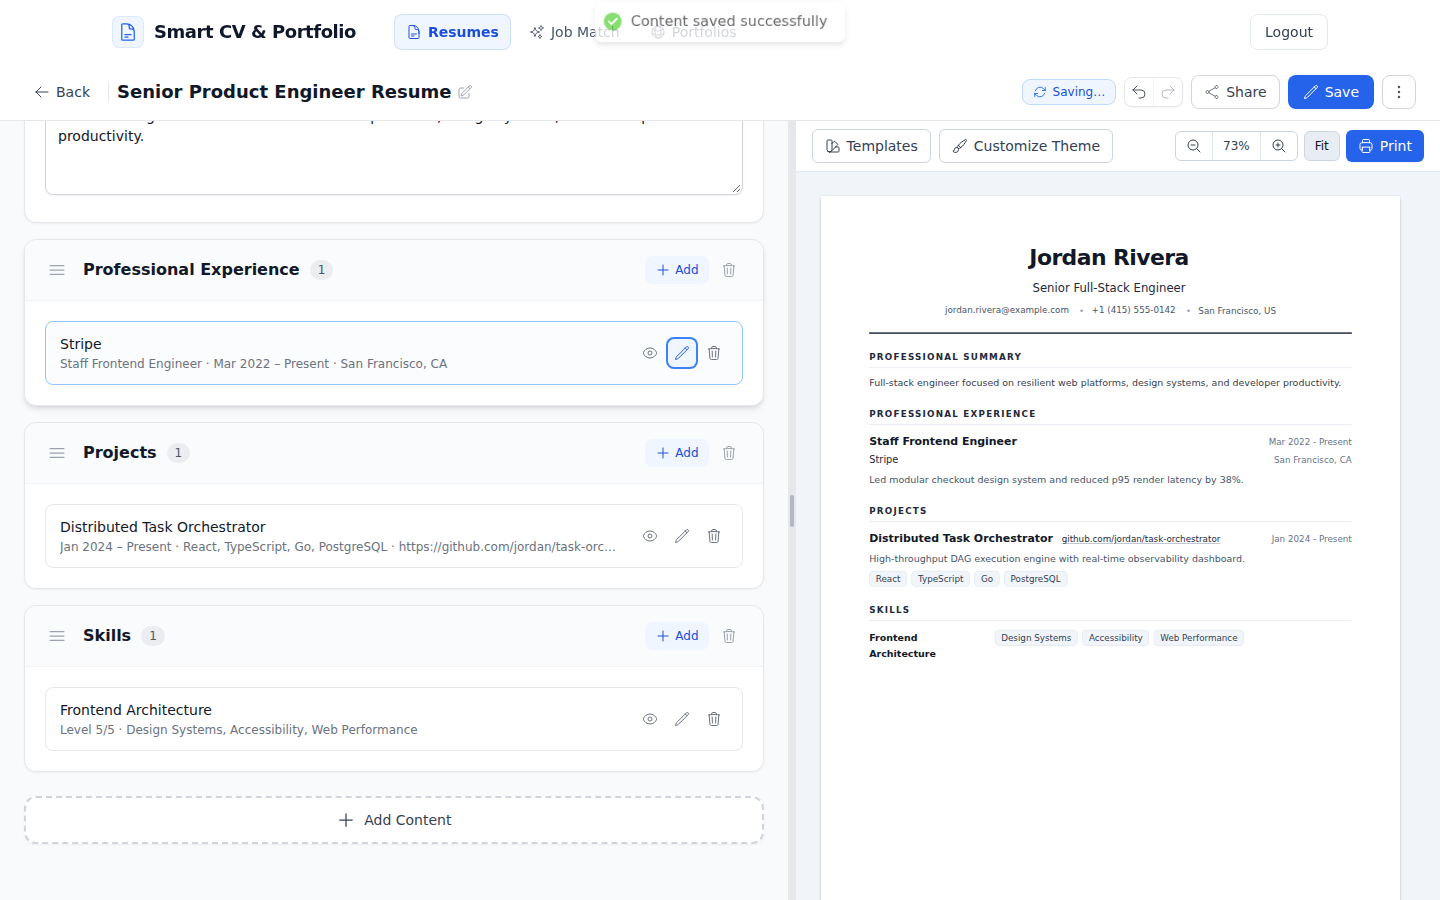 Smart CV & Portfolio
Resumes
Job Match
Portfolios
Content saved successfully
Logout
Back
Senior Product Engineer Resume
Saving...
Share
Save
productivity.
Professional Experience 1
Add
Stripe
Staff Frontend Engineer · Mar 2022 – Present · San Francisco, CA
Projects 1
Add
Distributed Task Orchestrator
Jan 2024 – Present · React, TypeScript, Go, PostgreSQL · https://github.com/jordan/task-orc...
Skills 1
Add
Frontend Architecture
Level 5/5 · Design Systems, Accessibility, Web Performance
Add Content
Templates
Customize Theme
73%
Fit
Print
Jordan Rivera
Senior Full-Stack Engineer
jordan.rivera@example.com • +1 (415) 555-0142 • San Francisco, US
PROFESSIONAL SUMMARY
Full-stack engineer focused on resilient web platforms, design systems, and developer productivity.
PROFESSIONAL EXPERIENCE
Staff Frontend Engineer Mar 2022 - Present
Stripe San Francisco, CA
Led modular checkout design system and reduced p95 render latency by 38%.
PROJECTS
Distributed Task Orchestrator github.com/jordan/task-orchestrator Jan 2024 - Present
High-throughput DAG execution engine with real-time observability dashboard.
React TypeScript Go PostgreSQL
SKILLS
Frontend Design Systems Accessibility Web Performance
Architecture